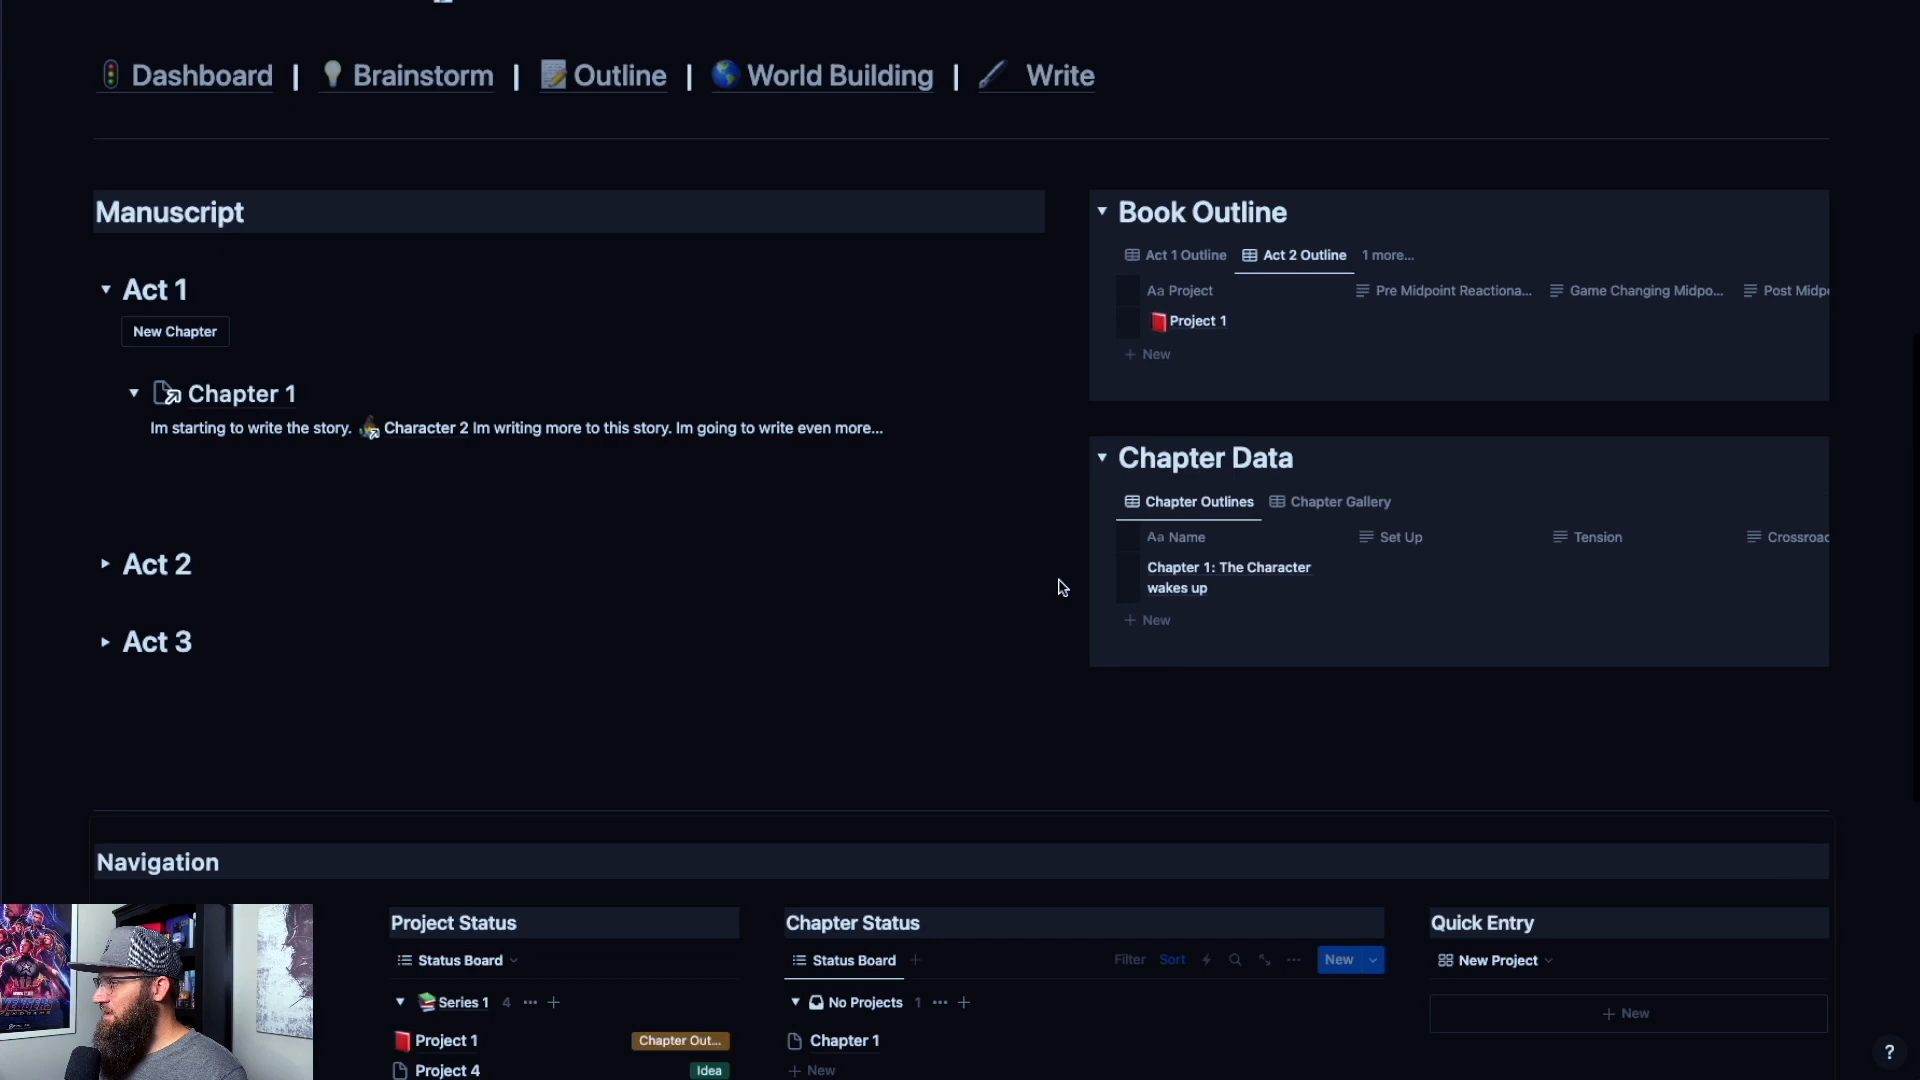 Dashboard | Brainstorm | Outline | World Building | Write
Manuscript
Act 1
New Chapter
Chapter 1
Im starting to write the story. Character 2 Im writing more to this story. Im going to write even more...
Act 2
Act 3
Book Outline
Act 1 Outline Act 2 Outline 1 more...
Aa Project Pre Midpoint Reactiona... Game Changing Midpo... Post Midpe
Project 1
+ New
Chapter Data
Chapter Outlines Chapter Gallery
Aa Name Set Up Tension Crossroad
Chapter 1: The Character
wakes up
+ New
Navigation
Project Status
Status Board
Series 1 4 ... +
Project 1 Chapter Out...
Project 4 Idea
Chapter Status
Status Board +
Filter Sort ... New
No Projects 1 ... +
Chapter 1
+ New
Quick Entry
New Project
+ New
?